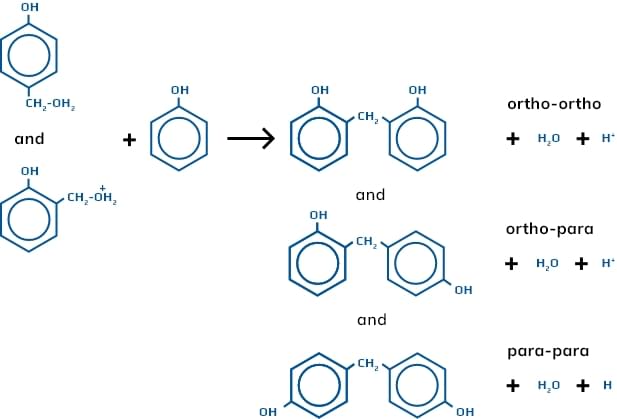 OH
CH₂-OH₂
and
OH
CH₂-OH₂
+
+
OH
OH
CH₂
OH
ortho-ortho
+ H₂O + H⁺
and
OH
CH₂
OH
ortho-para
+ H₂O + H⁺
and
CH₂
OH
OH
para-para
+ H₂O + H